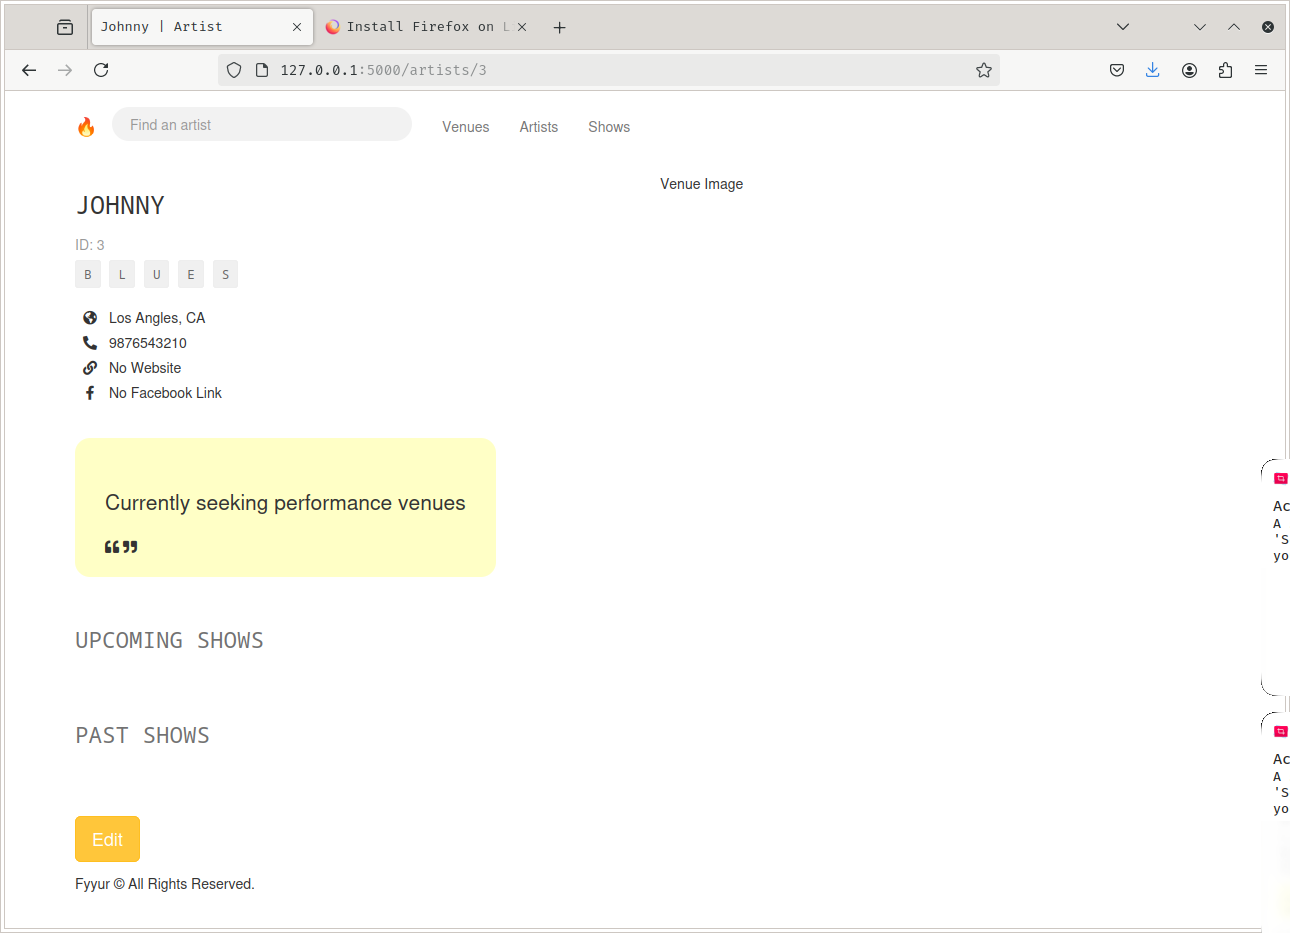 Johnny | Artist
Install Firefox on L
127.0.0.1:5000/artists/3
Find an artist
Venues
Artists
Shows
Venue Image
JOHNNY
ID: 3
B L U E S
Los Angles, CA
9876543210
No Website
No Facebook Link
Currently seeking performance venues
❝❞
UPCOMING SHOWS
PAST SHOWS
Edit
Fyyur © All Rights Reserved.
Ac
A
'S
yo
Ac
A
'S
yo